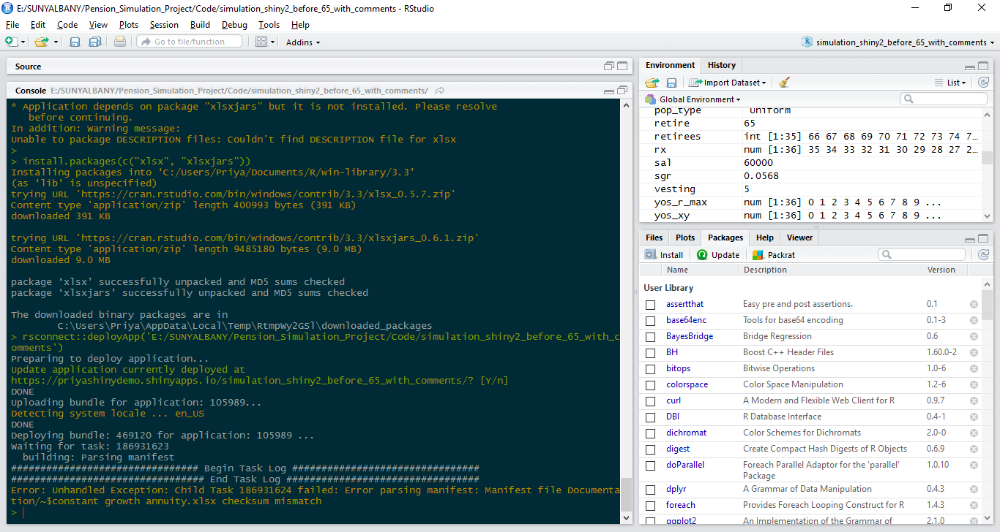 E:/SUNYALBANY/Pension_Simulation_Project/Code/simulation_shiny2_before_65_with_comments - RStudio
File Edit Code View Plots Session Build Debug Tools Help
Go to file/function Addins simulation_shiny2_before_65_with_comments
Source
Console E:/SUNYALBANY/Pension_Simulation_Project/Code/simulation_shiny2_before_65_with_comments/
* Application depends on package "xlsxjars" but it is not installed. Please resolve
before continuing.
In addition: Warning message:
Unable to package DESCRIPTION files: Couldn't find DESCRIPTION file for xlsx
>
> install.packages(c("xlsx", "xlsxjars"))
Installing packages into ‘C:/Users/Priya/Documents/R/win-library/3.3’
(as ‘lib’ is unspecified)
trying URL 'https://cran.rstudio.com/bin/windows/contrib/3.3/xlsx_0.5.7.zip'
Content type 'application/zip' length 400993 bytes (391 KB)
downloaded 391 KB
trying URL 'https://cran.rstudio.com/bin/windows/contrib/3.3/xlsxjars_0.6.1.zip'
Content type 'application/zip' length 9485180 bytes (9.0 MB)
downloaded 9.0 MB
package ‘xlsx’ successfully unpacked and MD5 sums checked
package ‘xlsxjars’ successfully unpacked and MD5 sums checked
The downloaded binary packages are in
C:\Users\Priya\AppData\Local\Temp\RtmpWy2GSl\downloaded_packages
> rsconnect::deployApp('E:/SUNYALBANY/Pension_Simulation_Project/Code/simulation_shiny2_before_65_with_c
omments')
Preparing to deploy application...
Update application currently deployed at
https://priyashinydemo.shinyapps.io/simulation_shiny2_before_65_with_comments/? [Y/n]
DONE
Uploading bundle for application: 105989...
Detecting system locale ... en_US
DONE
Deploying bundle: 469120 for application: 105989 ...
Waiting for task: 186931623
building: Parsing manifest
################################ Begin Task Log ################################
################################# End Task Log #################################
Error: Unhandled Exception: Child Task 186931624 failed: Error parsing manifest: Manifest file Documenta
tion/~$constant growth annuity.xlsx checksum mismatch
>
Environment History
Import Dataset List
Global Environment
pop_type "Uniform"
retire 65
retirees int [1:35] 66 67 68 69 70 71 72 73 74 7…
rx num [1:36] 35 34 33 32 31 30 29 28 27 2…
sal 60000
sgr 0.0568
vesting 5
yos_r_max num [1:36] 0 1 2 3 4 5 6 7 8 9 ...
yos_xy num [1:36] 0 1 2 3 4 5 6 7 8 9 ...
Files Plots Packages Help Viewer
Install Update Packrat
Name Description Version
User Library
assertthat Easy pre and post assertions. 0.1
base64enc Tools for base64 encoding 0.1-3
BayesBridge Bridge Regression 0.6
BH Boost C++ Header Files 1.60.0-2
bitops Bitwise Operations 1.0-6
colorspace Color Space Manipulation 1.2-6
curl A Modern and Flexible Web Client for R 0.9.7
DBI R Database Interface 0.4-1
dichromat Color Schemes for Dichromats 2.0-0
digest Create Compact Hash Digests of R Objects 0.6.9
doParallel Foreach Parallel Adaptor for the 'parallel' 1.0.10
Package
dplyr A Grammar of Data Manipulation 0.4.3
foreach Provides Foreach Looping Construct for R 1.4.3
ggplot2 An Implementation of the Grammar of 2.1.0